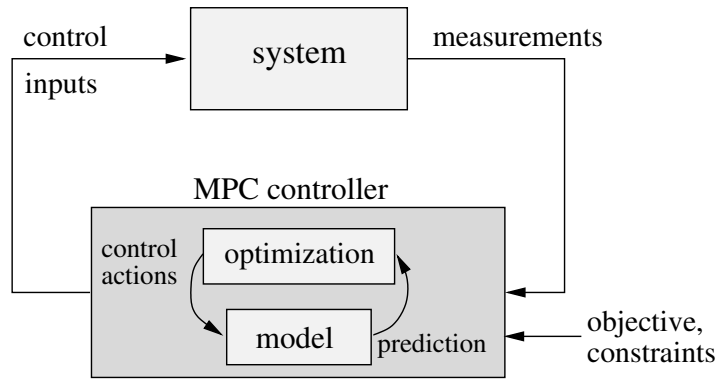 control
inputs
system
measurements
MPC controller
control
actions
optimization
model
prediction
objective,
constraints